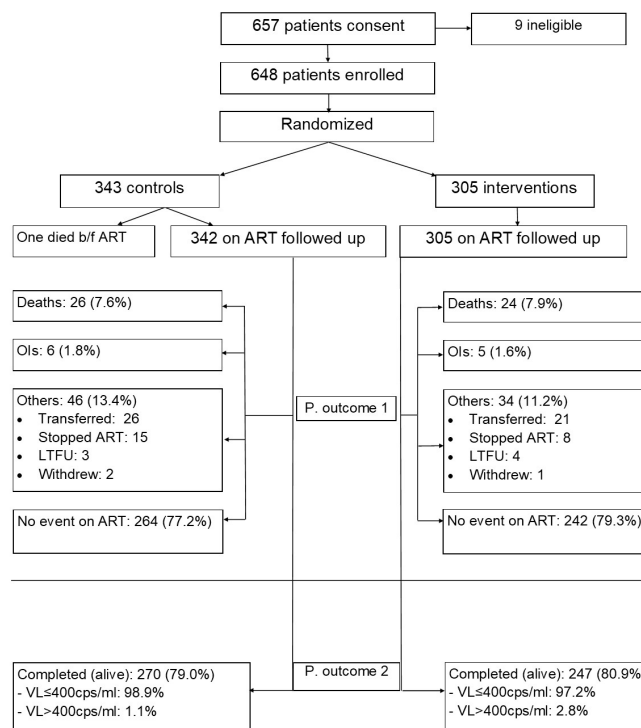 657 patients consent
9 ineligible
648 patients enrolled
Randomized
343 controls
305 interventions
One died b/f ART
342 on ART followed up
305 on ART followed up
Deaths: 26 (7.6%)
OIs: 6 (1.8%)
Others: 46 (13.4%)
• Transferred: 26
• Stopped ART: 15
• LTFU: 3
• Withdrew: 2
No event on ART: 264 (77.2%)
P. outcome 1
Deaths: 24 (7.9%)
OIs: 5 (1.6%)
Others: 34 (11.2%)
• Transferred: 21
• Stopped ART: 8
• LTFU: 4
• Withdrew: 1
No event on ART: 242 (79.3%)
Completed (alive): 270 (79.0%)
- VL≤400cps/ml: 98.9%
- VL>400cps/ml: 1.1%
P. outcome 2
Completed (alive): 247 (80.9%
- VL≤400cps/ml: 97.2%
- VL>400cps/ml: 2.8%